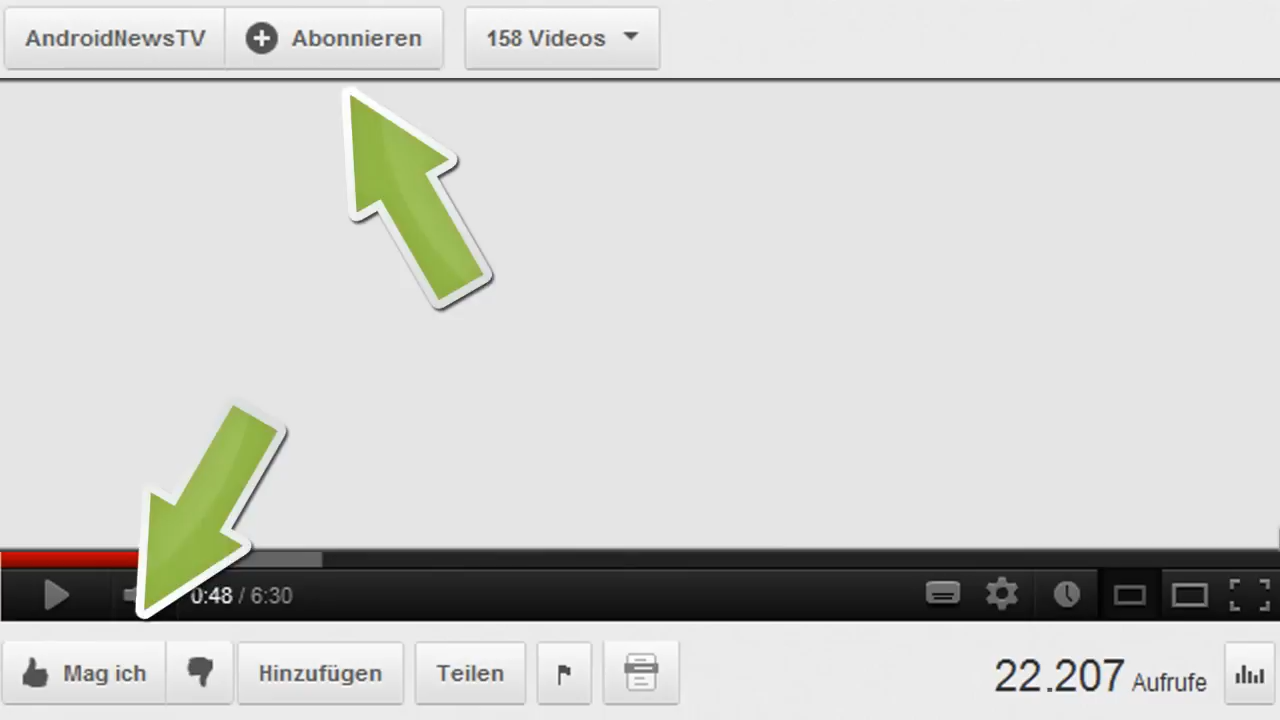 AndroidNewsTV Abonnieren 158 Videos
0:48 / 6:30
Mag ich Hinzufügen Teilen 22.207 Aufrufe